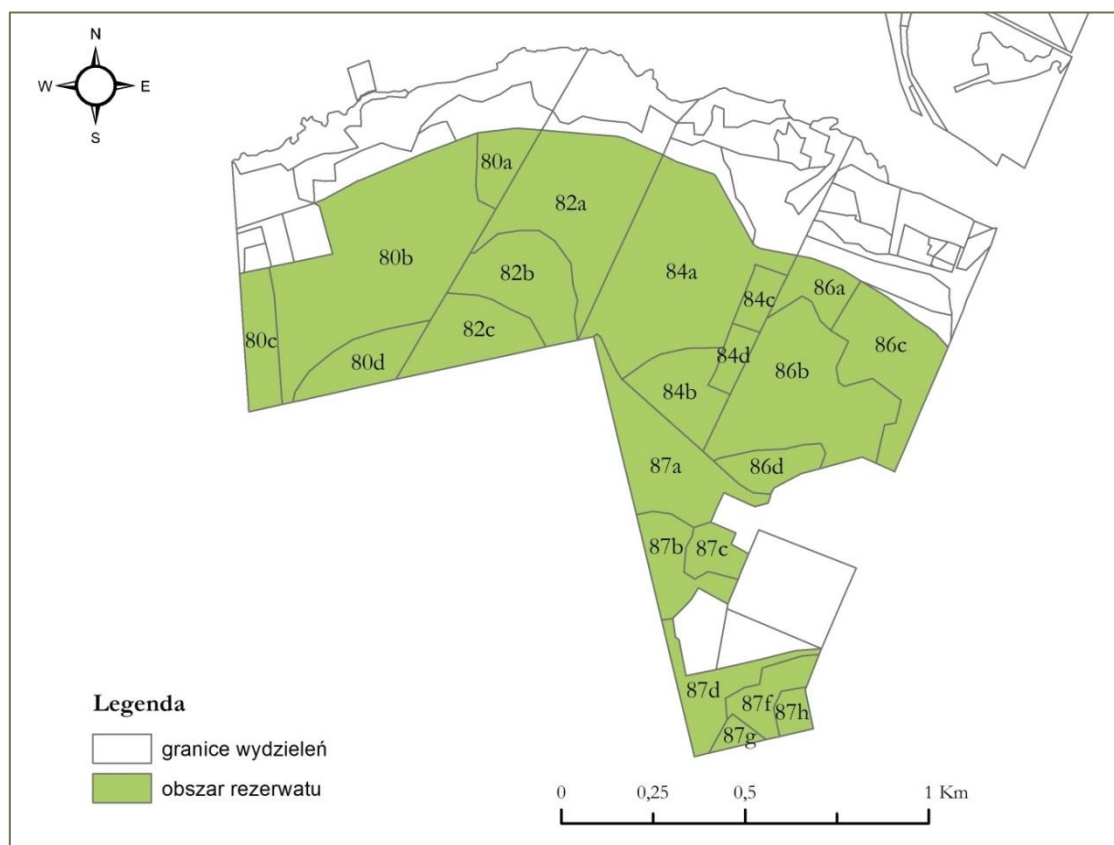 N
W E
S
80a
82a
80b
82b
84a
84c
86a
80c
82c
86c
80d
84d
86b
84b
87a
86d
87b
87c
87d
87f
87h
87g
Legenda
granice wydzieleń
obszar rezerwatu
0 0,25 0,5 1 Km